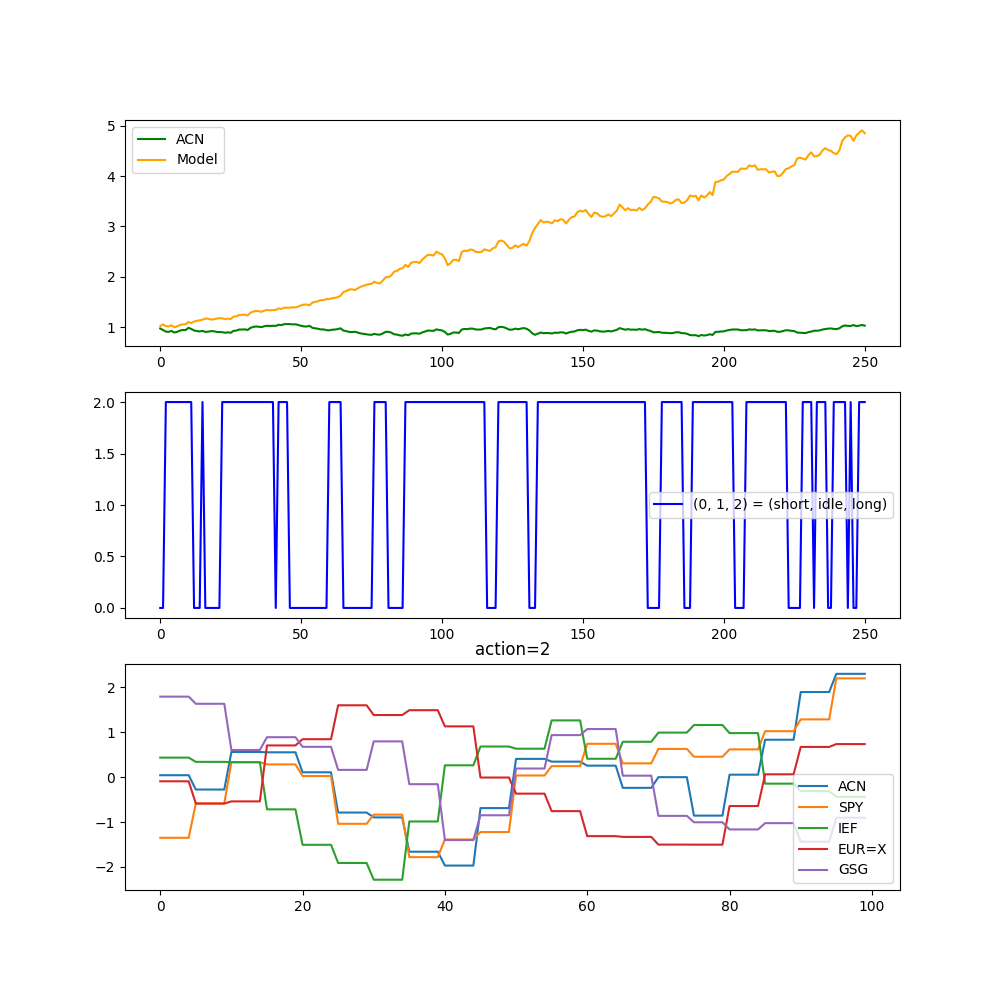 5
4
3
2
1
ACN
Model
0 50 100 150 200 250
2.0
1.5
1.0
0.5
0.0
(0, 1, 2) = (short, idle, long)
0 50 100 150 200 250
action=2
2
1
0
−1
−2
ACN
SPY
IEF
EUR=X
GSG
0 20 40 60 80 100